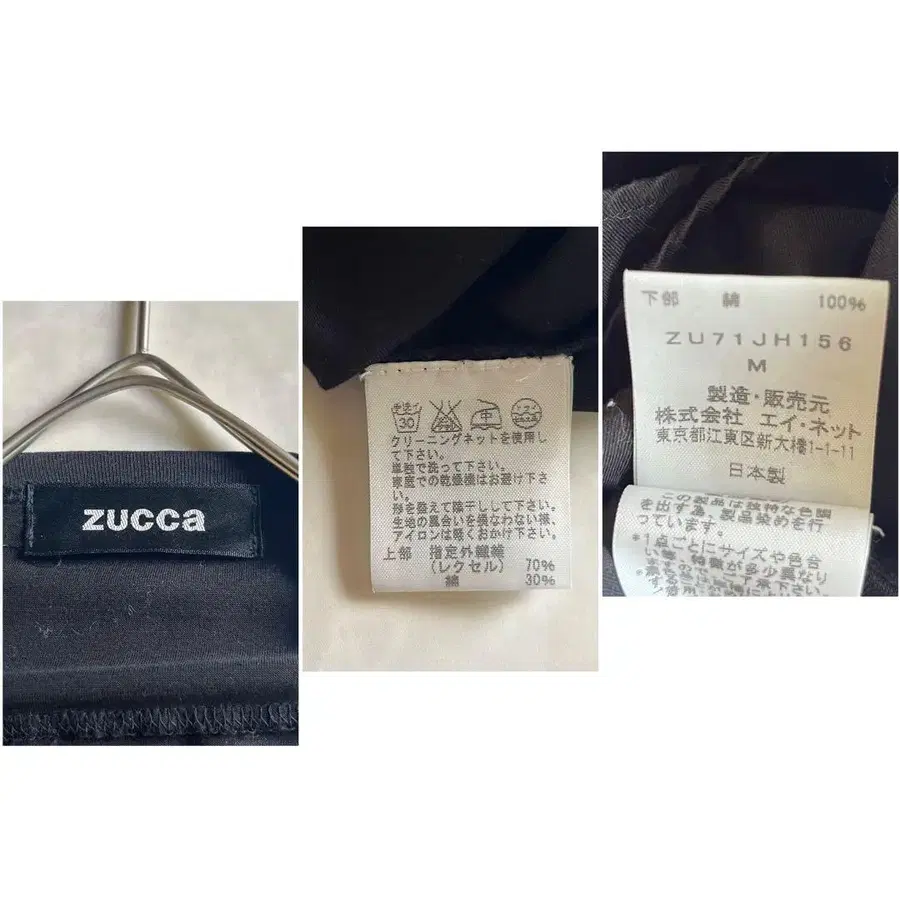 zucca
手洗イ
30
クリーニングネットを使用し
て下さい。
単独で洗って下さい。
家庭での乾燥機はお避け下さ
い。
形を整えて陰干しして下さい。
生地の風合いを損なわない様、
アイロンは軽くおかけ下さい。
上部 指定外繊維
(レクセル) 70%
綿 30%
下部 綿 100%
ZU71JH156
M
製造・販売元
株式会社 エイ・ネット
東京都江東区新大橋1-1-11
日本製
この製品は独特な色調
を出す為、製品染めを行
っています。
*1点ごとにサイズや色合
い等、特徴が多少異なり